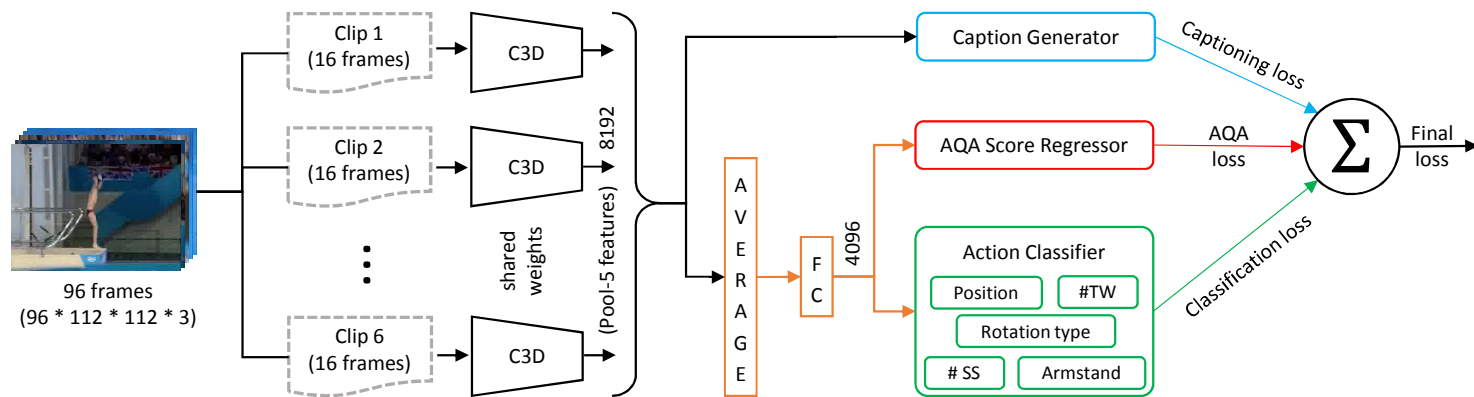 96 frames
(96 * 112 * 112 * 3)
Clip 1
(16 frames)
C3D
Clip 2
(16 frames)
C3D
shared
weights
Clip 6
(16 frames)
C3D
(Pool-5 features) 8192
AVERAGE
FC
4096
Caption Generator
AQA Score Regressor
Action Classifier
Position
#TW
Rotation type
# SS
Armstand
Captioning loss
AQA
loss
Classification loss
Σ
Final
loss